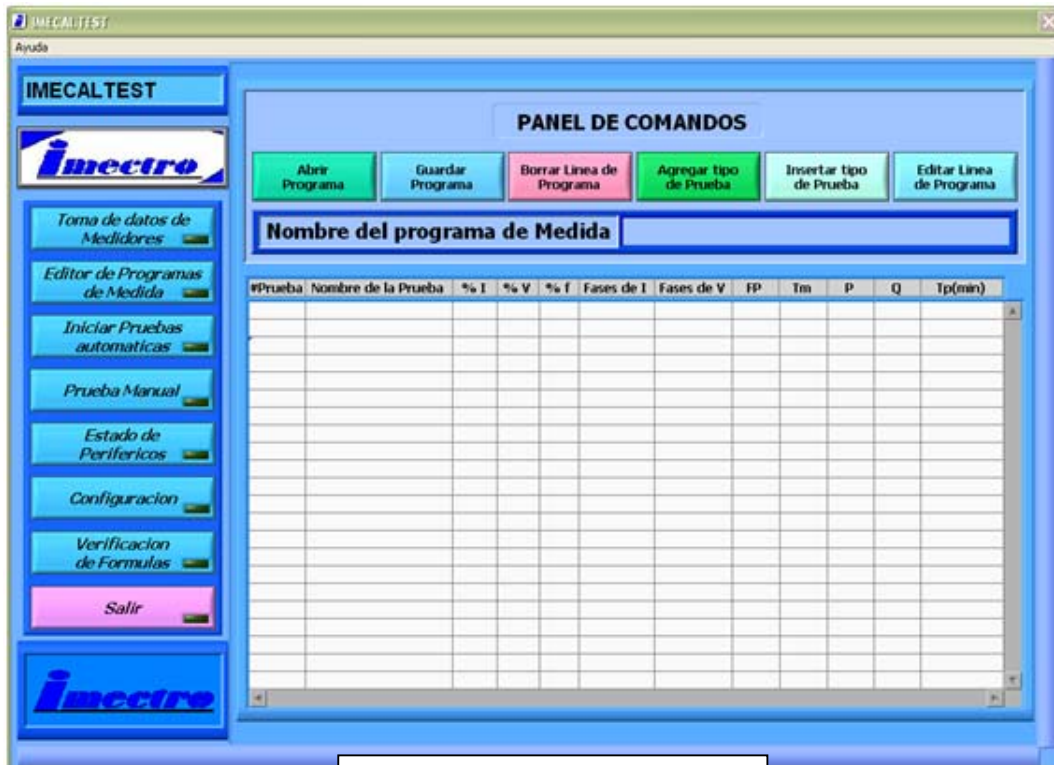 IMECALTEST
Ayuda
IMECALTEST
imectro
Toma de datos de
Medidores
Editor de Programas
de Medida
Iniciar Pruebas
automaticas
Prueba Manual
Estado de
Perifericos
Configuracion
Verificacion
de Formulas
Salir
imectro
PANEL DE COMANDOS
Abrir
Programa
Guardar
Programa
Borrar Linea de
Programa
Agregar tipo
de Prueba
Insertar tipo
de Prueba
Editar Linea
de Programa
Nombre del programa de Medida
#Prueba Nombre de la Prueba % I % V % f Fases de I Fases de V FP Tm P Q Tp(min)